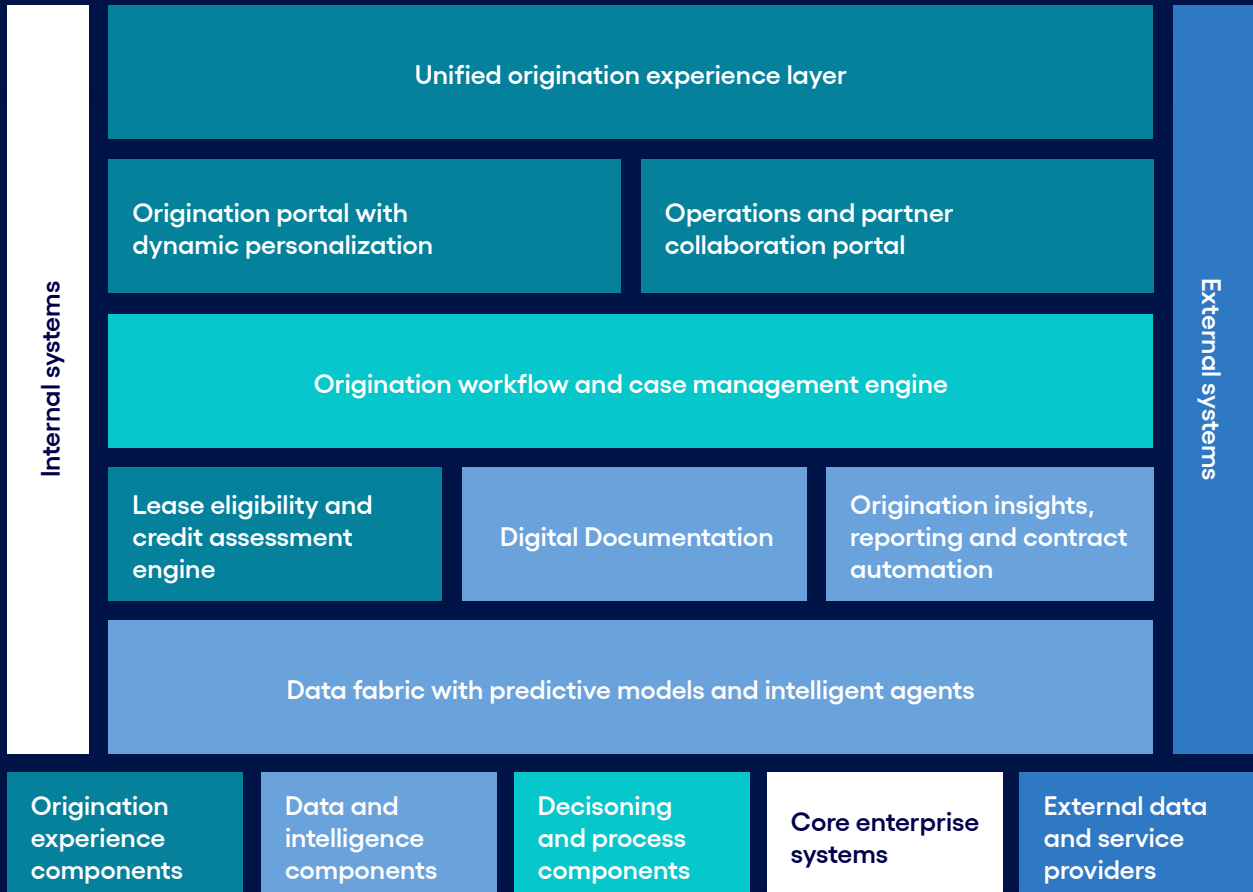 Unified origination experience layer
Origination portal with
dynamic personalization
Operations and partner
collaboration portal
Internal systems
External systems
Origination workflow and case management engine
Lease eligibility and
credit assessment
engine
Digital Documentation
Origination insights,
reporting and contract
automation
Data fabric with predictive models and intelligent agents
Origination
experience
components
Data and
intelligence
components
Decisoning
and process
components
Core enterprise
systems
External data
and service
providers